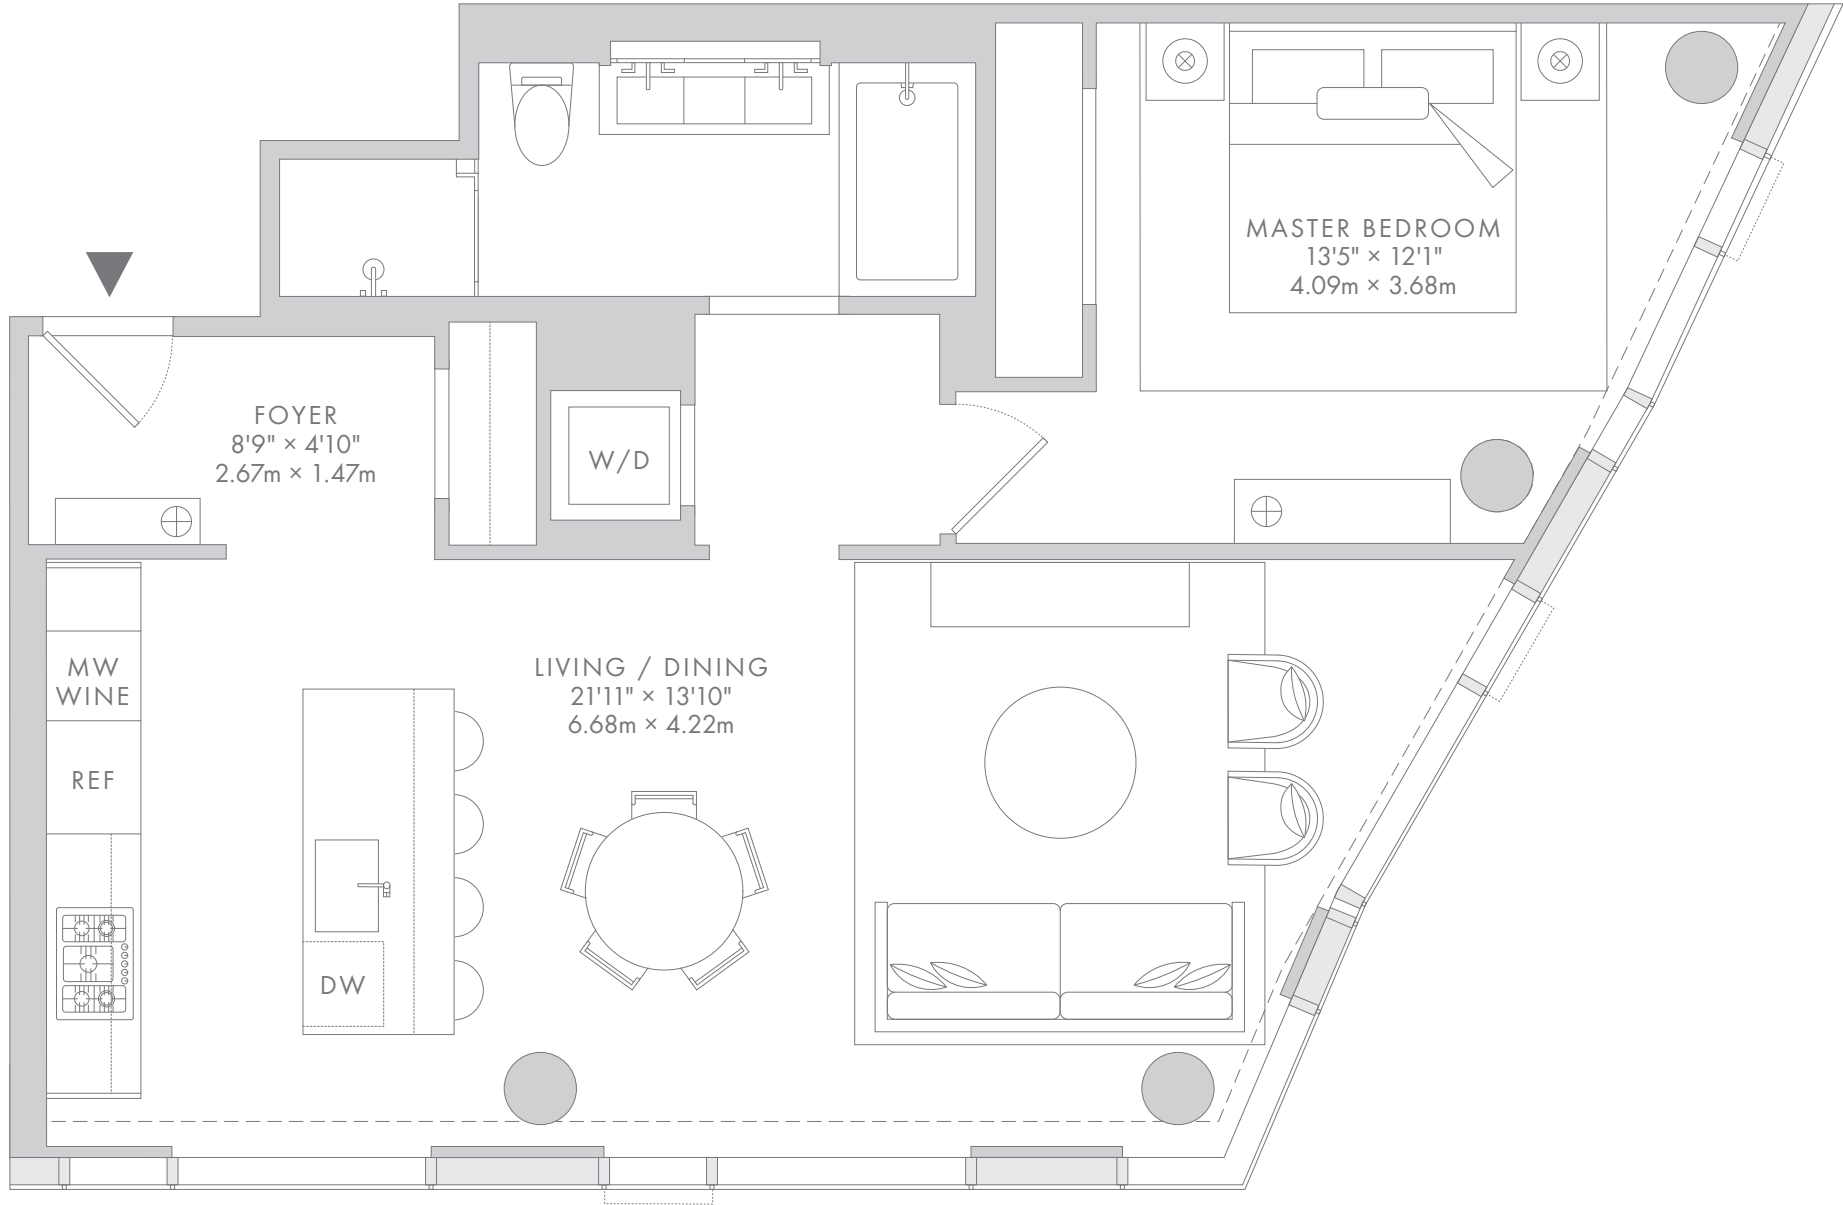 MASTER BEDROOM
13'5" × 12'1"
4.09m × 3.68m
FOYER
8'9" × 4'10"
2.67m × 1.47m
W/D
MW
WINE
REF
LIVING / DINING
21'11" × 13'10"
6.68m × 4.22m
DW